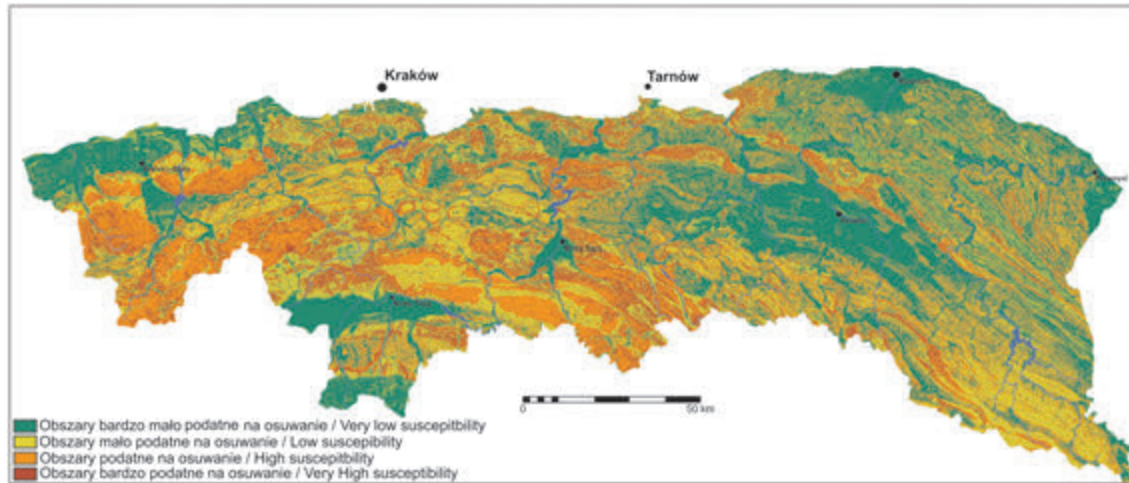 Kraków
Tarnów
0 50 km
Obszary bardzo mało podatne na osuwanie / Very low suscepitbility
Obszary mało podatne na osuwanie / Low suscepibility
Obszary podatne na osuwanie / High suscepitbility
Obszary bardzo podatne na osuwanie / Very High susceptibility